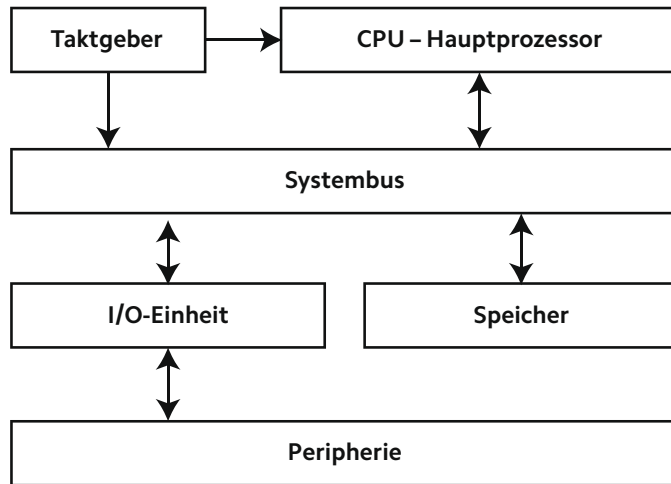 Taktgeber
CPU – Hauptprozessor
Systembus
I/O-Einheit
Speicher
Peripherie